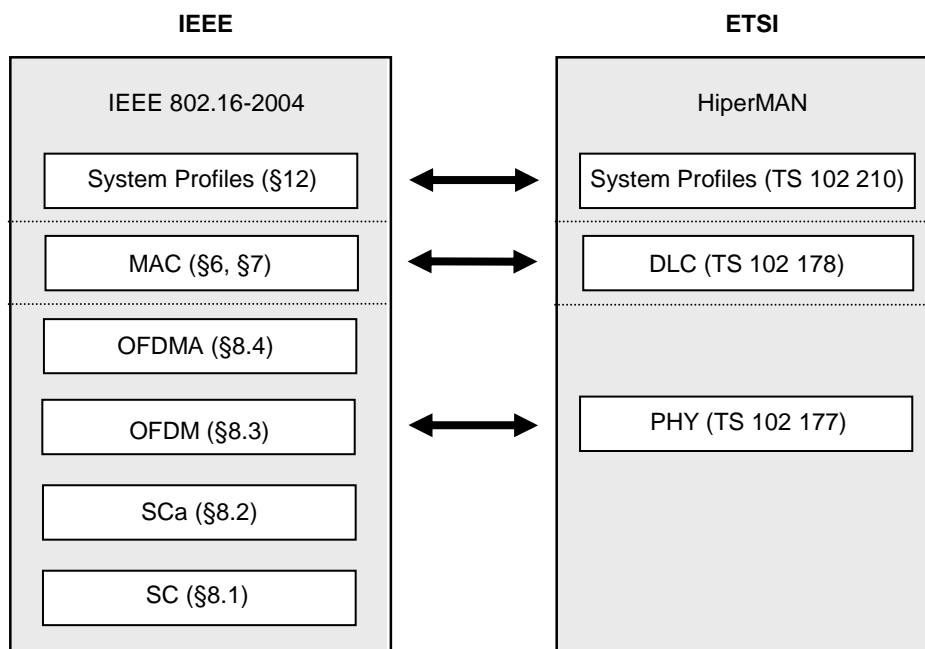 IEEE
ETSI
IEEE 802.16-2004
HiperMAN
System Profiles (§12)
System Profiles (TS 102 210)
MAC (§6, §7)
DLC (TS 102 178)
OFDMA (§8.4)
OFDM (§8.3)
PHY (TS 102 177)
SCa (§8.2)
SC (§8.1)